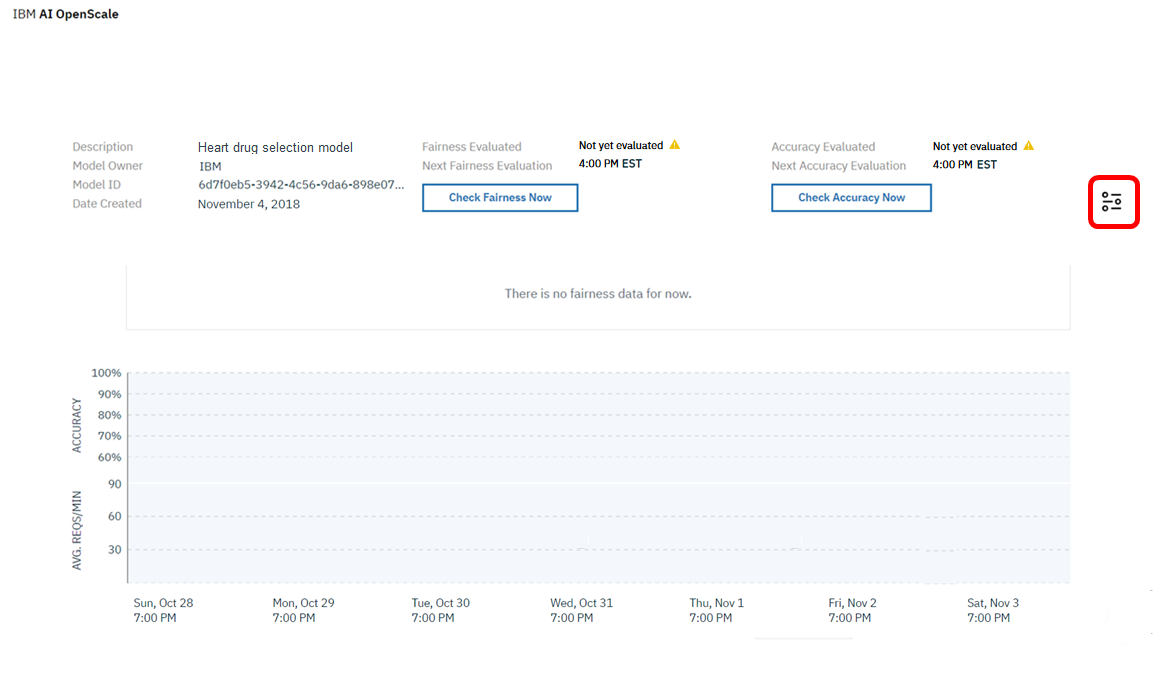 IBM AI OpenScale
Description Heart drug selection model
Model Owner IBM
Model ID 6d7f0eb5-3942-4c56-9da6-898e07...
Date Created November 4, 2018
Fairness Evaluated Not yet evaluated
Next Fairness Evaluation 4:00 PM EST
Check Fairness Now
Accuracy Evaluated Not yet evaluated
Next Accuracy Evaluation 4:00 PM EST
Check Accuracy Now
There is no fairness data for now.
ACCURACY
100%
90%
80%
70%
60%
AVG. REQS/MIN
90
60
30
Sun, Oct 28 Mon, Oct 29 Tue, Oct 30 Wed, Oct 31 Thu, Nov 1 Fri, Nov 2 Sat, Nov 3
7:00 PM 7:00 PM 7:00 PM 7:00 PM 7:00 PM 7:00 PM 7:00 PM